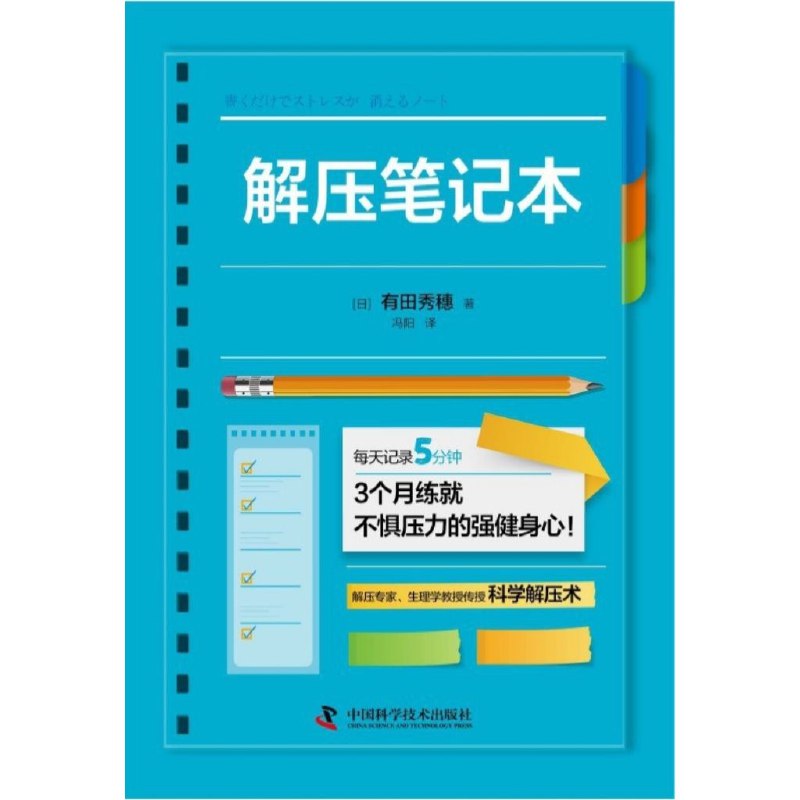 書くだけでストレスが 消えるノート
解压笔记本
[日] 有田秀穗 著
冯阳 译
每天记录5分钟
3个月练就
不惧压力的强健身心！
解压专家、生理学教授传授 科学解压术
中国科学技术出版社
CHINA SCIENCE AND TECHNOLOGY PRESS